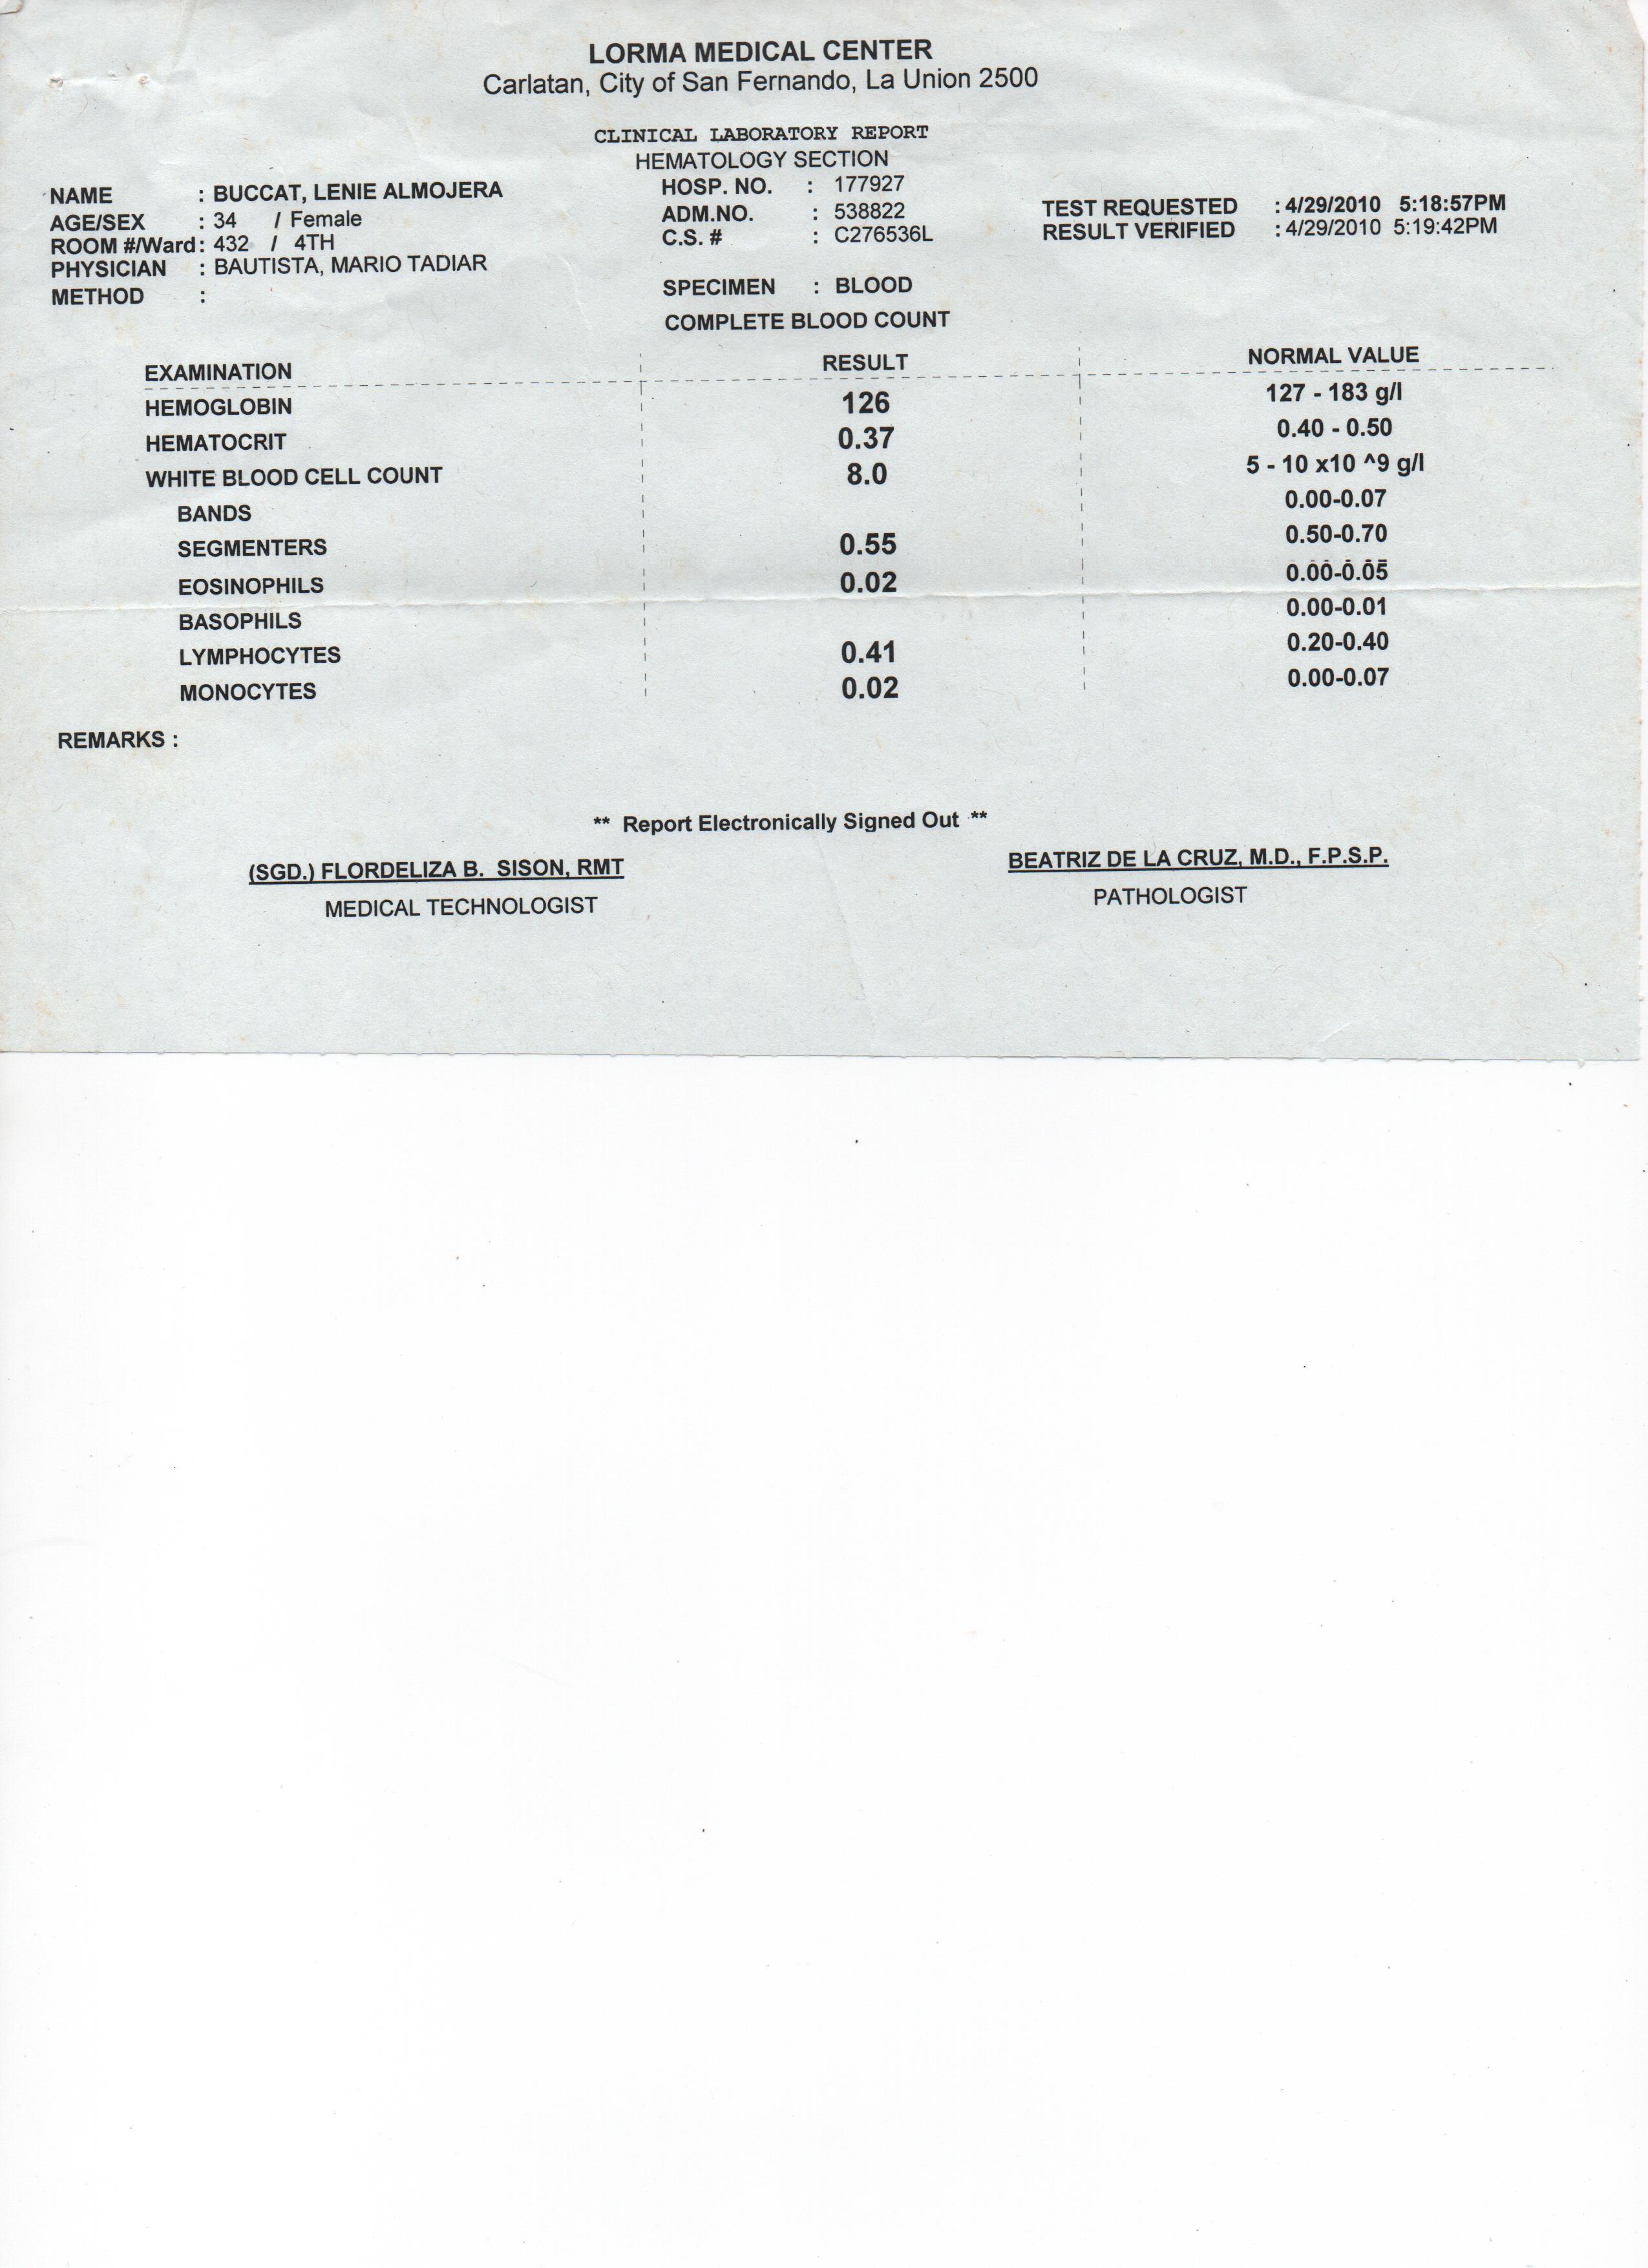 LORMA MEDICAL CENTER
Carlatan, City of San Fernando, La Union 2500
CLINICAL LABORATORY REPORT
HEMATOLOGY SECTION
NAME : BUCCAT, LENIE ALMOJERA HOSP. NO. : 177927
AGE/SEX : 34 / Female ADM.NO. : 538822 TEST REQUESTED : 4/29/2010 5:18:57PM
ROOM #/Ward : 432 / 4TH C.S. # : C276536L RESULT VERIFIED : 4/29/2010 5:19:42PM
PHYSICIAN : BAUTISTA, MARIO TADIAR
METHOD : SPECIMEN : BLOOD
COMPLETE BLOOD COUNT
EXAMINATION RESULT NORMAL VALUE
HEMOGLOBIN 126 127 - 183 g/l
HEMATOCRIT 0.37 0.40 - 0.50
WHITE BLOOD CELL COUNT 8.0 5 - 10 x10 ^9 g/l
BANDS 0.00-0.07
SEGMENTERS 0.55 0.50-0.70
EOSINOPHILS 0.02 0.00-0.05
BASOPHILS 0.00-0.01
LYMPHOCYTES 0.41 0.20-0.40
MONOCYTES 0.02 0.00-0.07
REMARKS :
** Report Electronically Signed Out **
(SGD.) FLORDELIZA B. SISON, RMT BEATRIZ DE LA CRUZ, M.D., F.P.S.P.
MEDICAL TECHNOLOGIST PATHOLOGIST